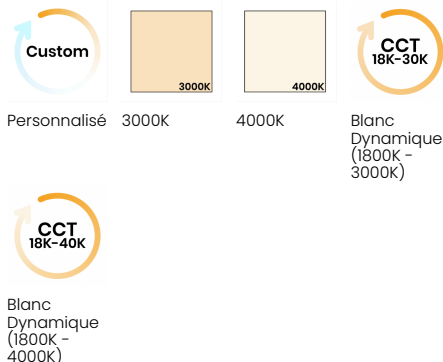 Custom
3000K
4000K
CCT
18K-30K
Personnalisé
3000K
4000K
Blanc
Dynamique
(1800K -
3000K)
CCT
18K-40K
Blanc
Dynamique
(1800K -
4000K)